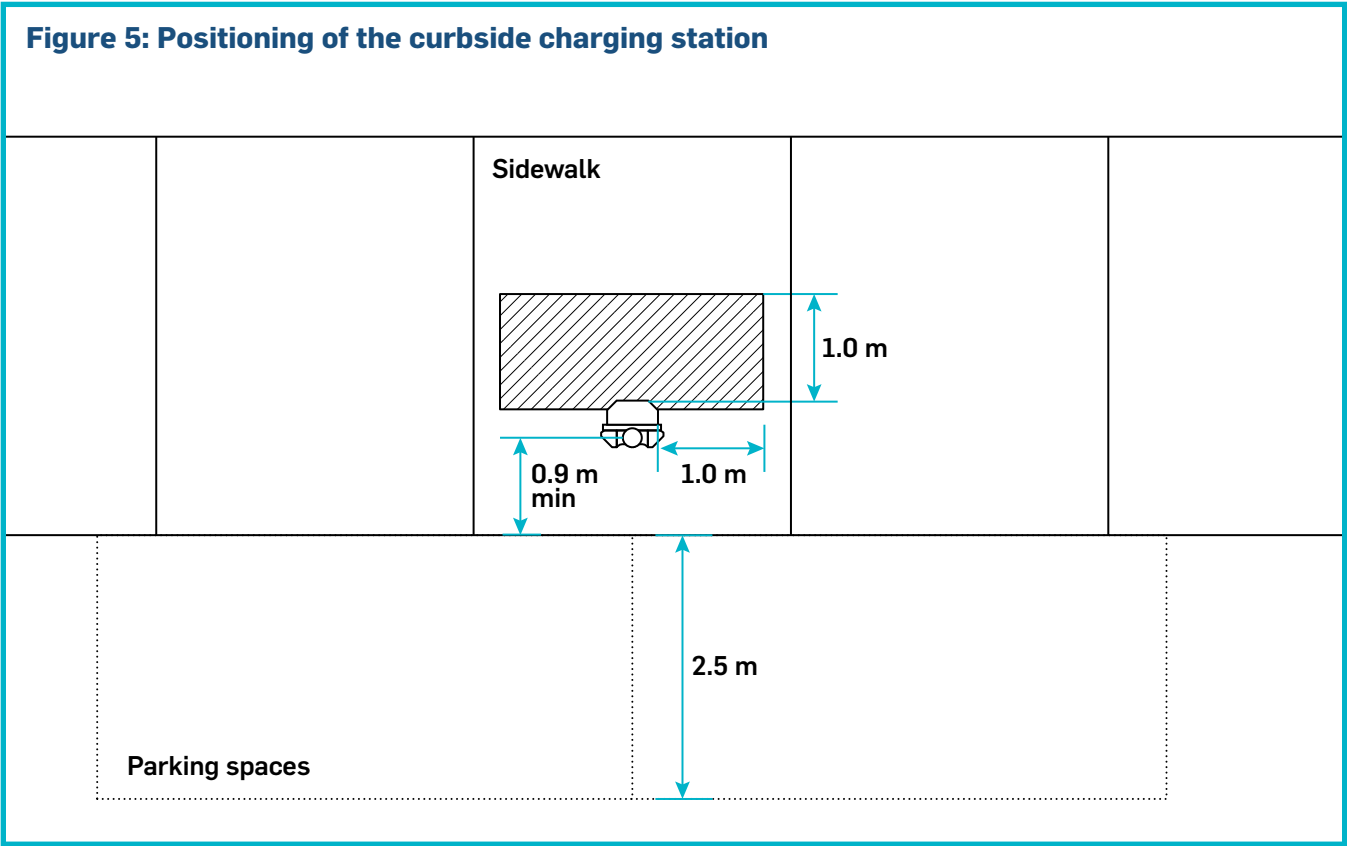 Figure 5: Positioning of the curbside charging station
Sidewalk
1.0 m
0.9 m
min
1.0 m
2.5 m
Parking spaces